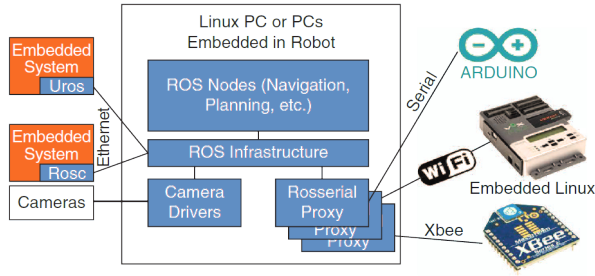 Linux PC or PCs
Embedded in Robot
Embedded
System
Uros
Ethernet
Embedded
System
Rosc
Cameras
ROS Nodes (Navigation,
Planning, etc.)
ROS Infrastructure
Camera
Drivers
Rosserial
Proxy
Proxy
Proxy
Serial
ARDUINO
WiFi
Embedded Linux
Xbee
XBee